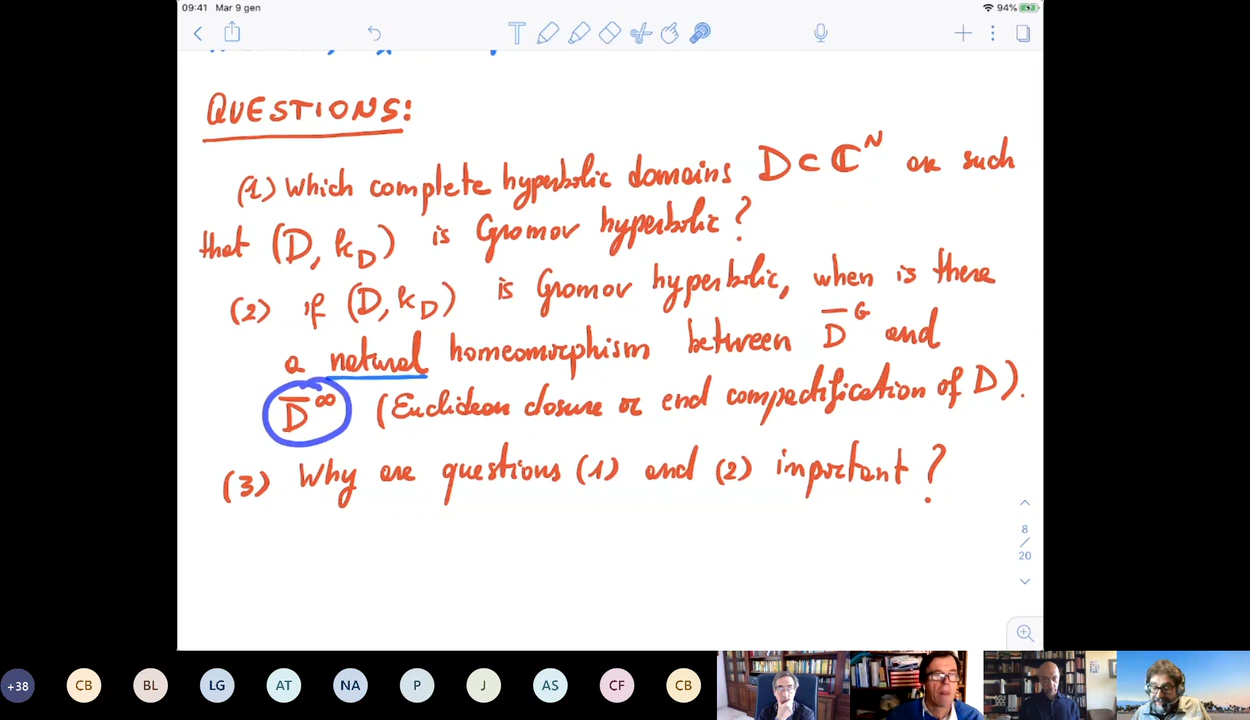 09:41 Mar 9 gen
94%
QUESTIONS:
(1) Which complete hyperbolic domains D⊂ℂᴺ are such
that (D, k_D) is Gromov hyperbolic?
(2) if (D, k_D) is Gromov hyperbolic, when is there
a natural homeomorphism between D̅ᴳ and
D̅^∞ (Euclidean closure or end compactification of D).
(3) Why are questions (1) and (2) important?
8
/
20
+38 CB BL LG AT NA P J AS CF CB